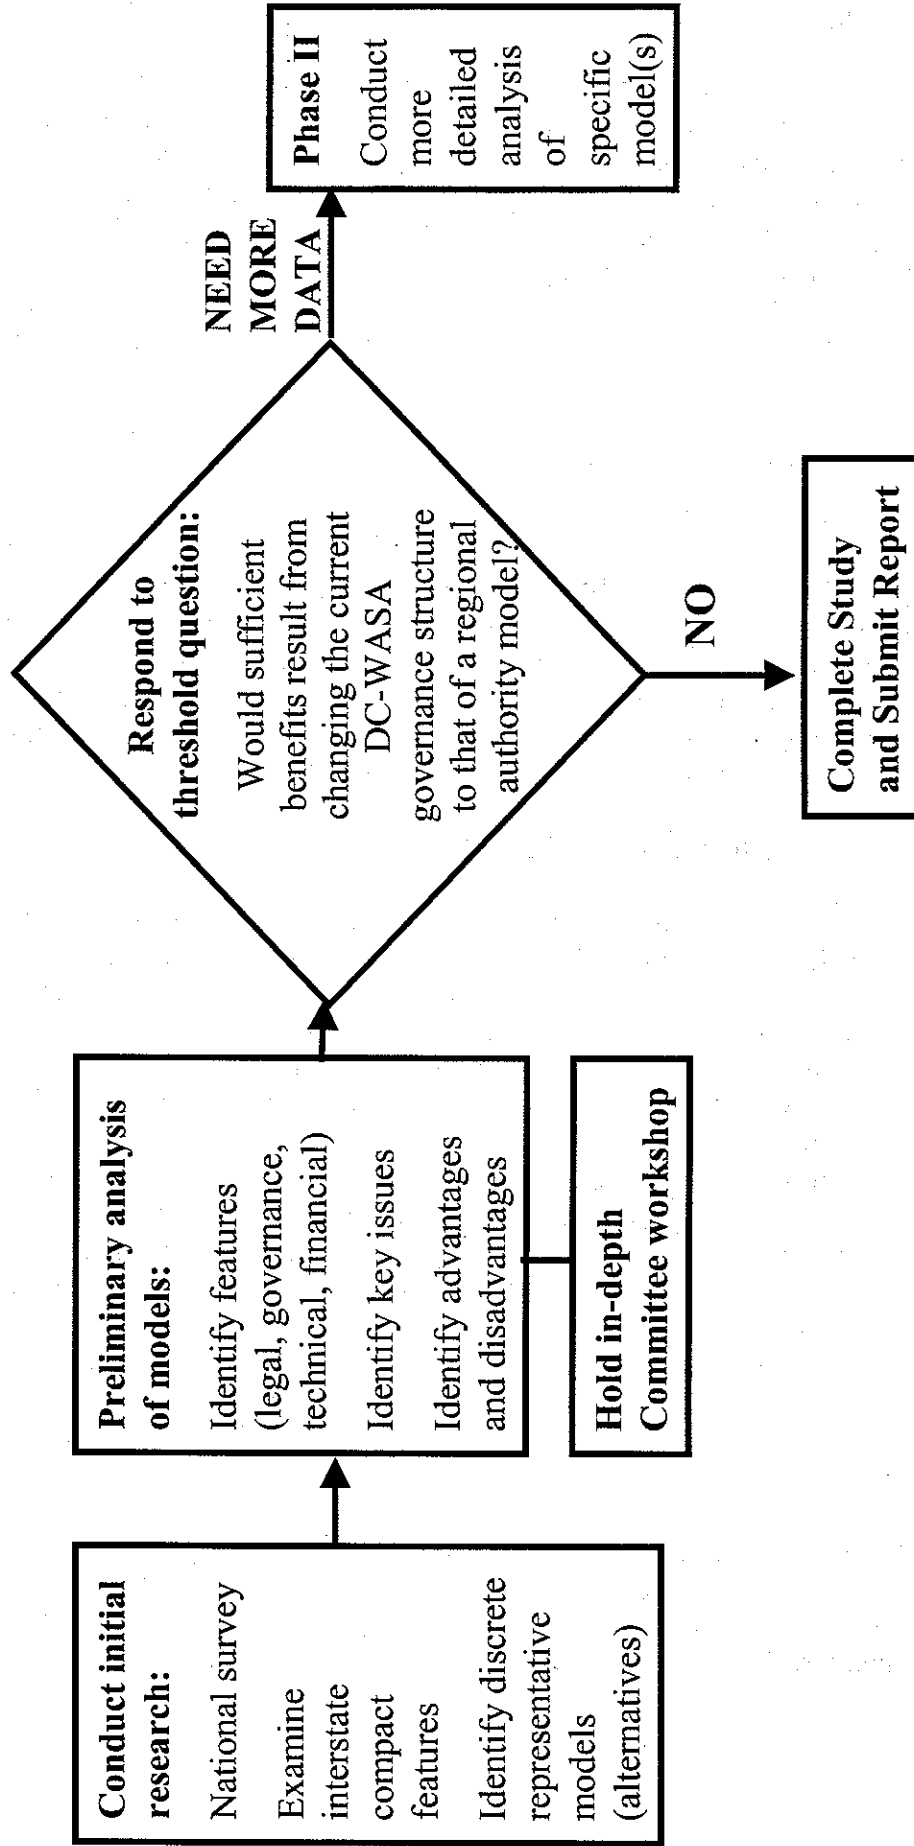 Conduct initial
research:
National survey
Examine
interstate
compact
features
Identify discrete
representative
models
(alternatives)
Preliminary analysis
of models:
Identify features
(legal, governance,
technical, financial)
Identify key issues
Identify advantages
and disadvantages
Hold in-depth
Committee workshop
Respond to
threshold question:
Would sufficient
benefits result from
changing the current
DC-WASA
governance structure
to that of a regional
authority model?
NEED
MORE
DATA
Phase II
Conduct
more
detailed
analysis
of
specific
model(s)
NO
Complete Study
and Submit Report